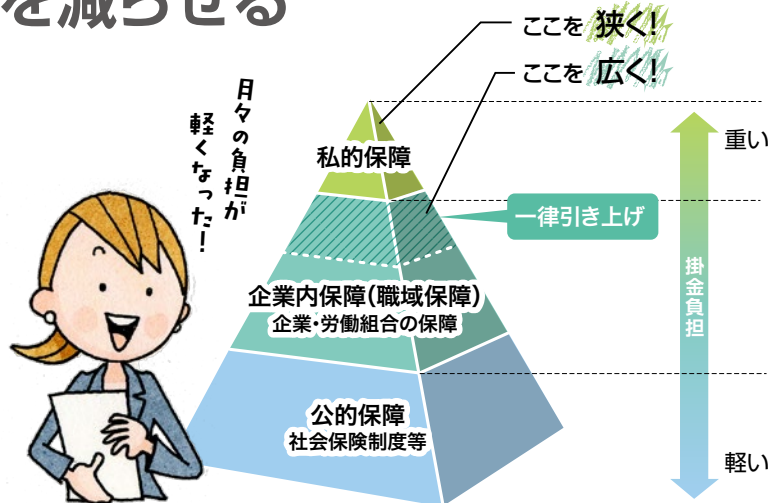 を減らせる
ここを 狭く!
ここを 広く!
月々の負担が
軽くなった!
私的保障
重い
一律引き上げ
掛金負担
企業内保障(職域保障)
企業・労働組合の保障
公的保障
社会保険制度等
軽い